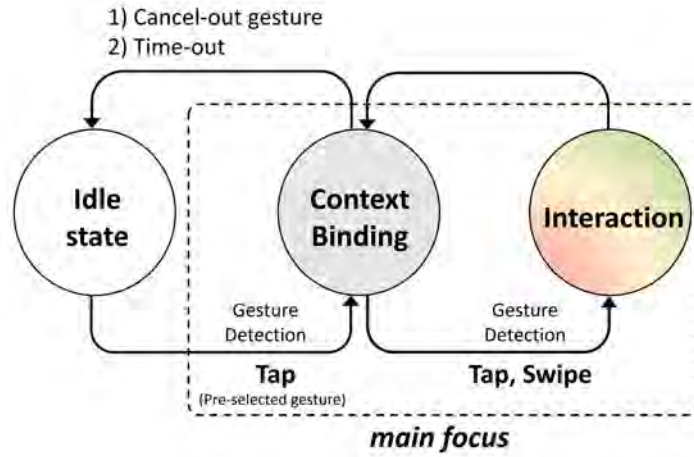 1) Cancel-out gesture
2) Time-out
Idle
state
Context
Binding
Interaction
Gesture
Detection
Gesture
Detection
Tap
(Pre-selected gesture)
Tap, Swipe
main focus